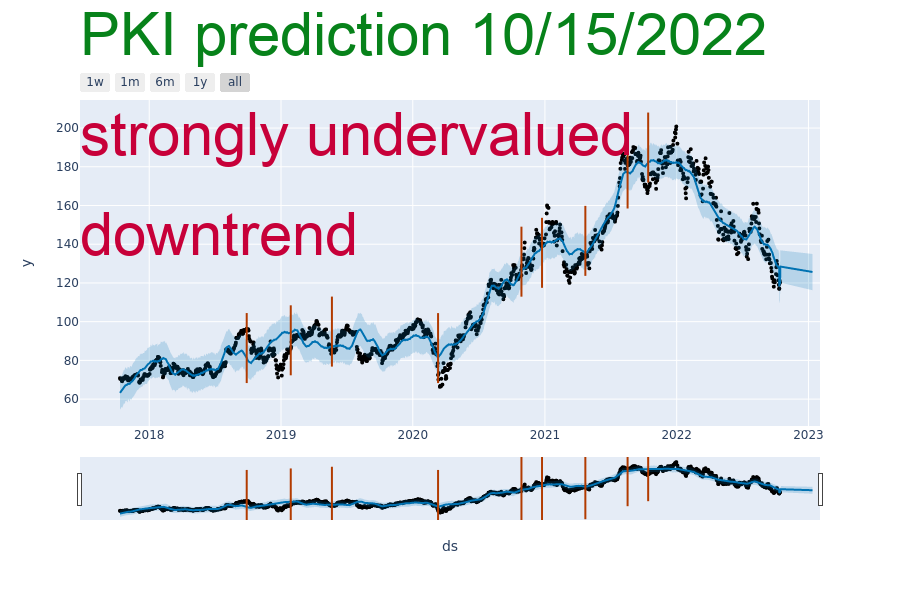 PKI prediction 10/15/2022
1w 1m 6m 1y all
strongly undervalued
downtrend
y
200
180
160
140
120
100
80
60
2018 2019 2020 2021 2022 2023
ds